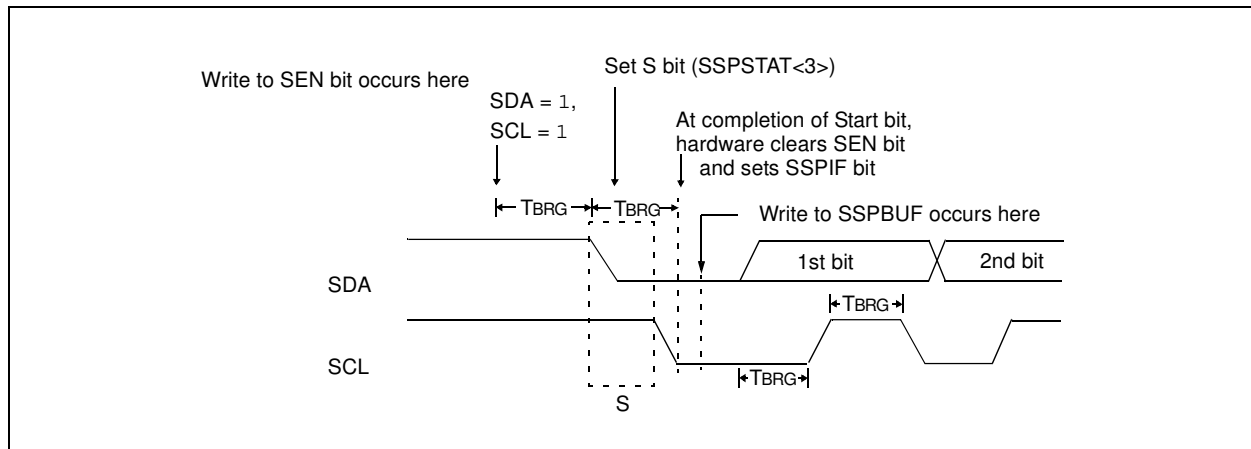 Write to SEN bit occurs here
Set S bit (SSPSTAT<3>)
SDA = 1,
SCL = 1
At completion of Start bit,
hardware clears SEN bit
and sets SSPIF bit
TBRG
TBRG
Write to SSPBUF occurs here
SDA
1st bit
2nd bit
TBRG
SCL
TBRG
S